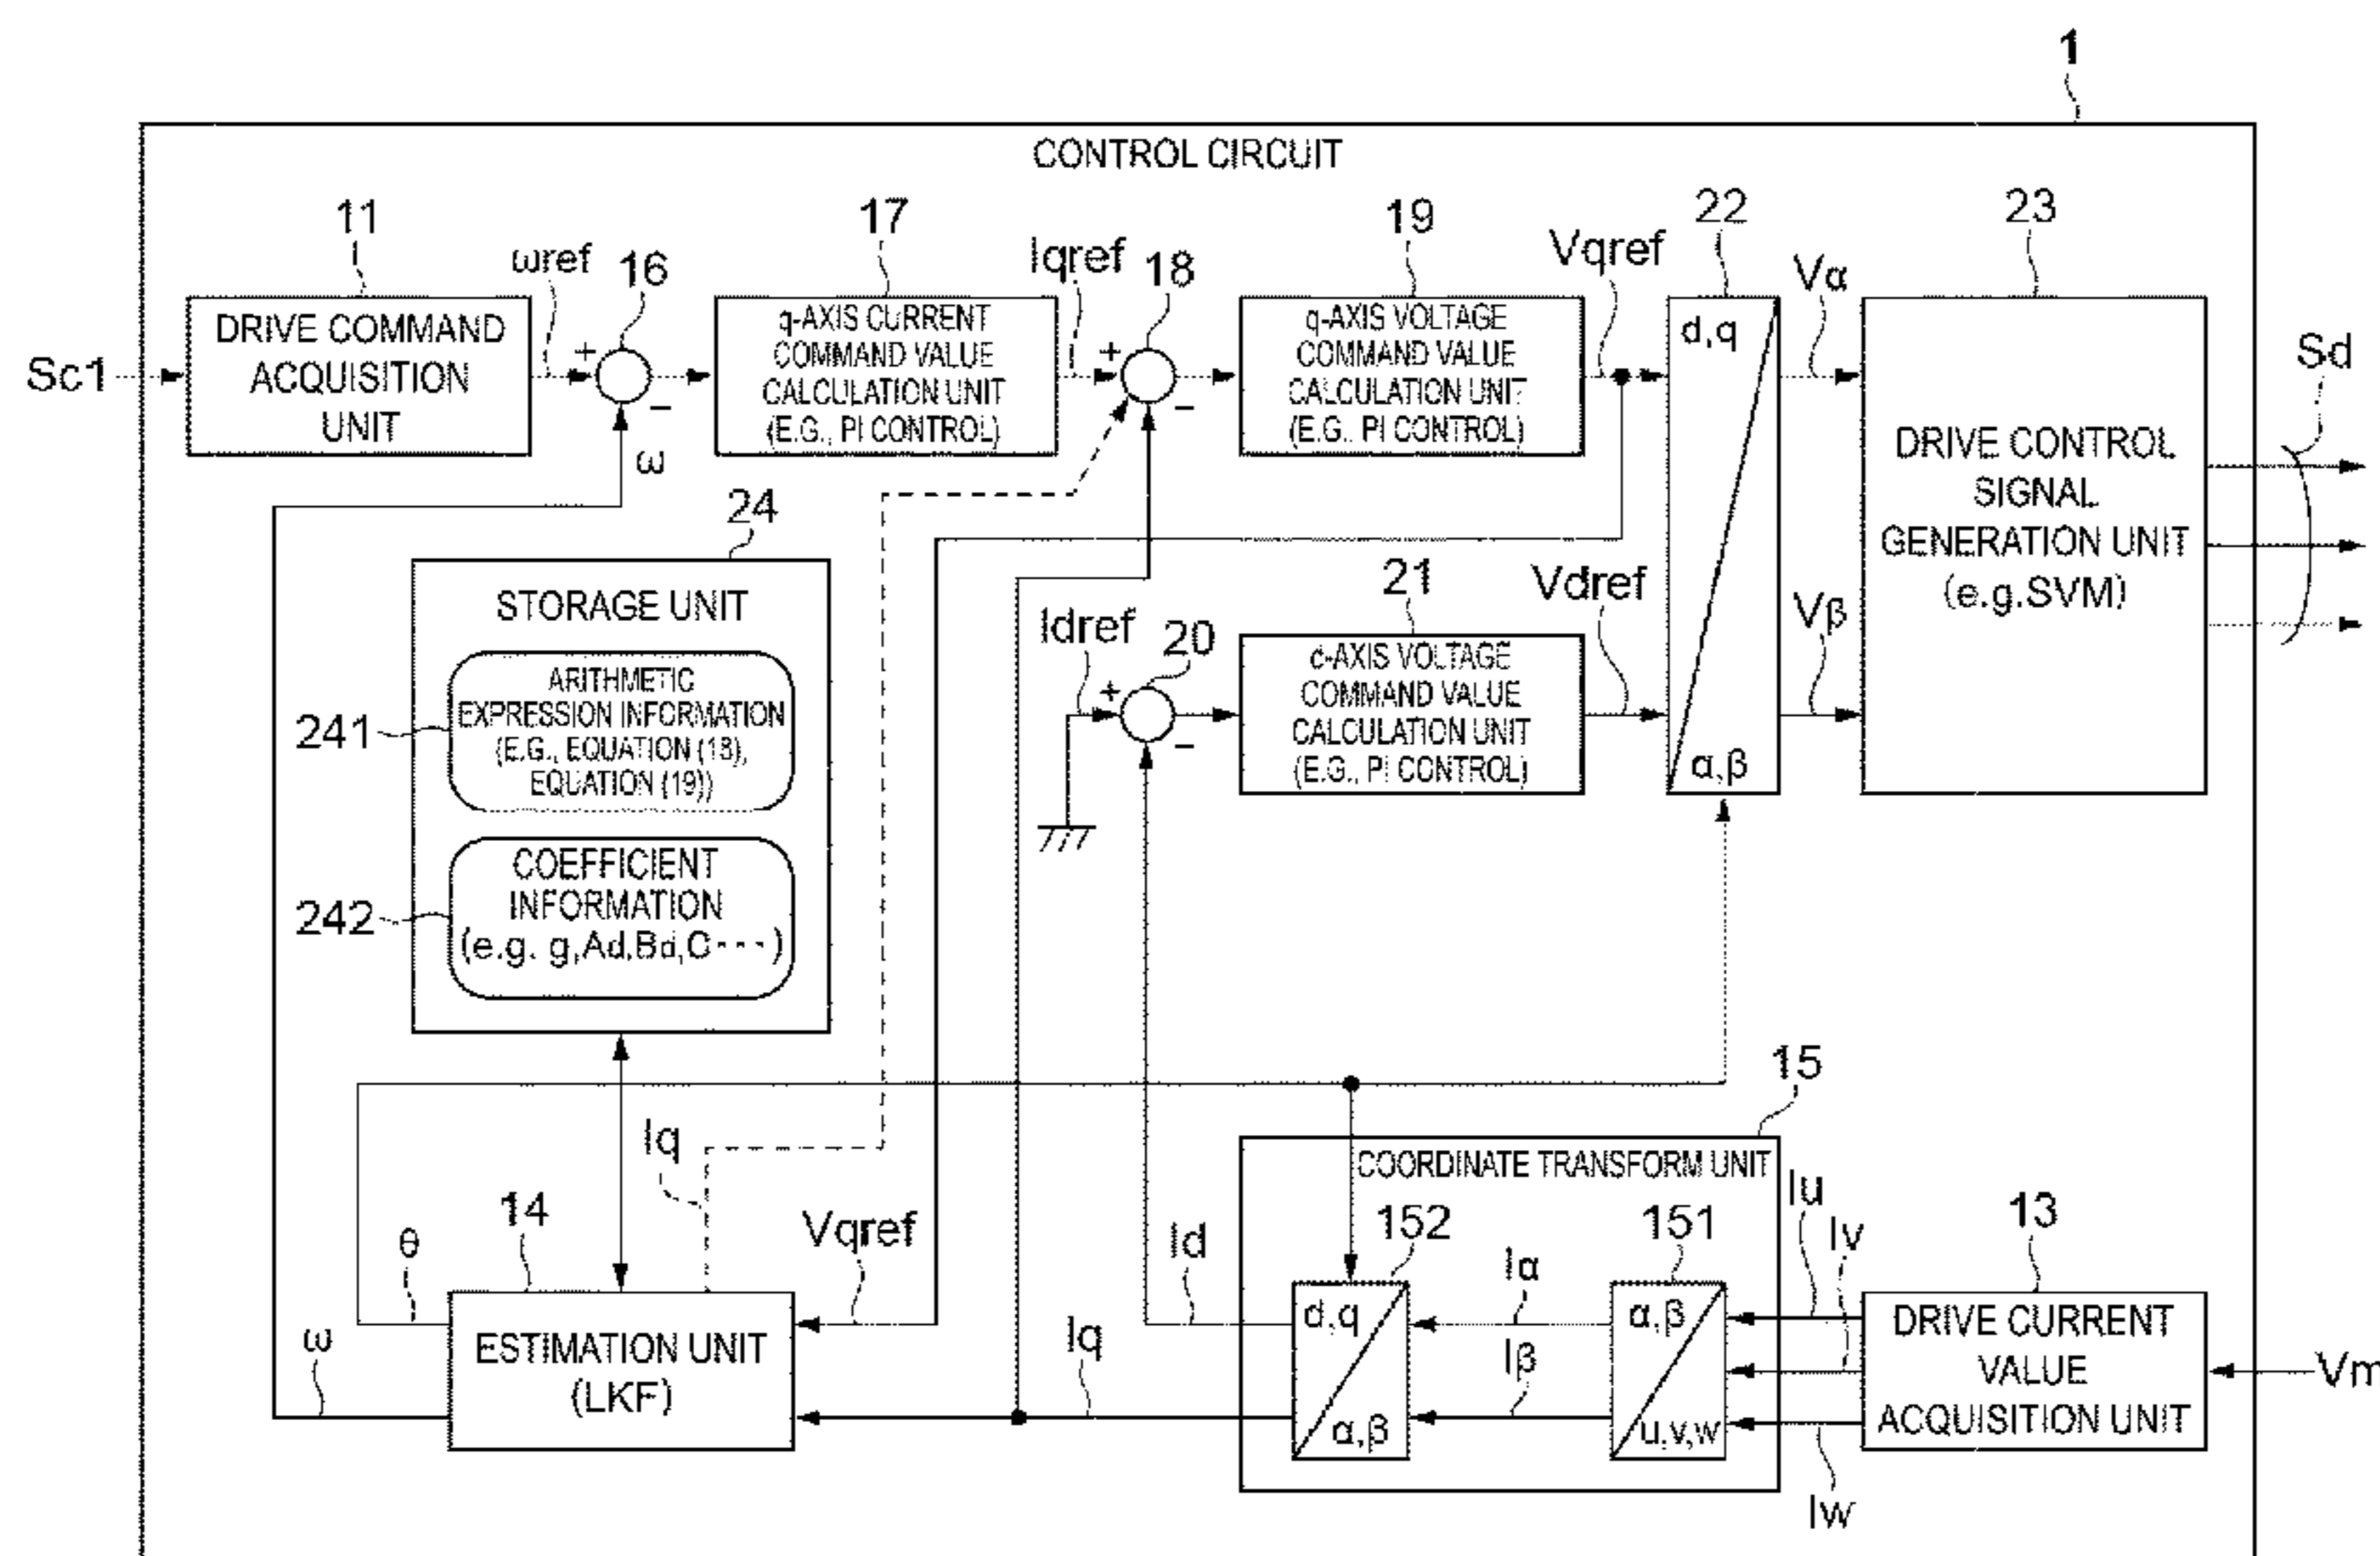 1
CONTROL CIRCUIT
11
ωref
16
17
Iqref
18
19
Vqref
22
Vα
23
Sc1
DRIVE COMMAND
ACQUISITION
UNIT
+
−
ω
q-AXIS CURRENT
COMMAND VALUE
CALCULATION UNIT
(E.G., PI CONTROL)
+
−
q-AXIS VOLTAGE
COMMAND VALUE
CALCULATION UNIT
(E.G., PI CONTROL)
d,q
α,β
DRIVE CONTROL
SIGNAL
GENERATION UNIT
(e.g.SVM)
Sd
24
STORAGE UNIT
241
ARITHMETIC
EXPRESSION INFORMATION
(E.G., EQUATION (18),
EQUATION (19))
242
COEFFICIENT
INFORMATION
(e.g. g,Ad,Bd,C---)
Idref
20
+
−
21
d-AXIS VOLTAGE
COMMAND VALUE
CALCULATION UNIT
(E.G., PI CONTROL)
Vdref
Vβ
15
COORDINATE TRANSFORM UNIT
θ
ω
14
Iq
ESTIMATION UNIT
(LKF)
Vqref
Iq
Id
152
d,q
α,β
Iα
Iβ
151
α,β
u,v,w
Iu
Iv
Iw
13
DRIVE CURRENT
VALUE
ACQUISITION UNIT
Vm